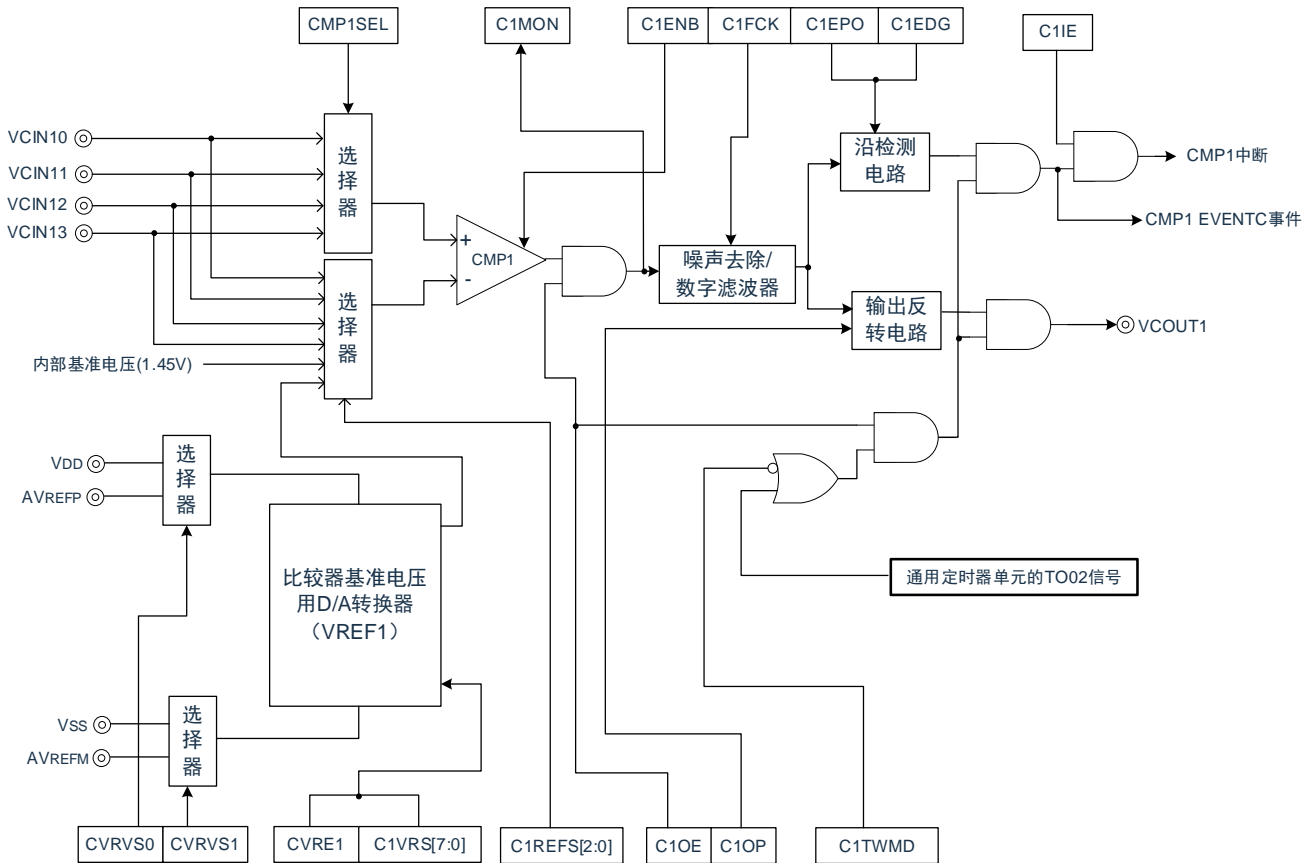 CMP1SEL
C1MON
C1ENB
C1FCK
C1EPO
C1EDG
C1IE
VCIN10
VCIN11
VCIN12
VCIN13
选
择
器
沿检测
电路
CMP1中断
CMP1 EVENTC事件
+
CMP1
-
噪声去除/
数字滤波器
选
择
器
输出反
转电路
VCOUT1
内部基准电压(1.45V)
VDD
AVREFP
选
择
器
比较器基准电压
用D/A转换器
（VREF1）
通用定时器单元的TO02信号
VSS
AVREFM
选
择
器
CVRVS0
CVRVS1
CVRE1
C1VRS[7:0]
C1REFS[2:0]
C1OE
C1OP
C1TWMD